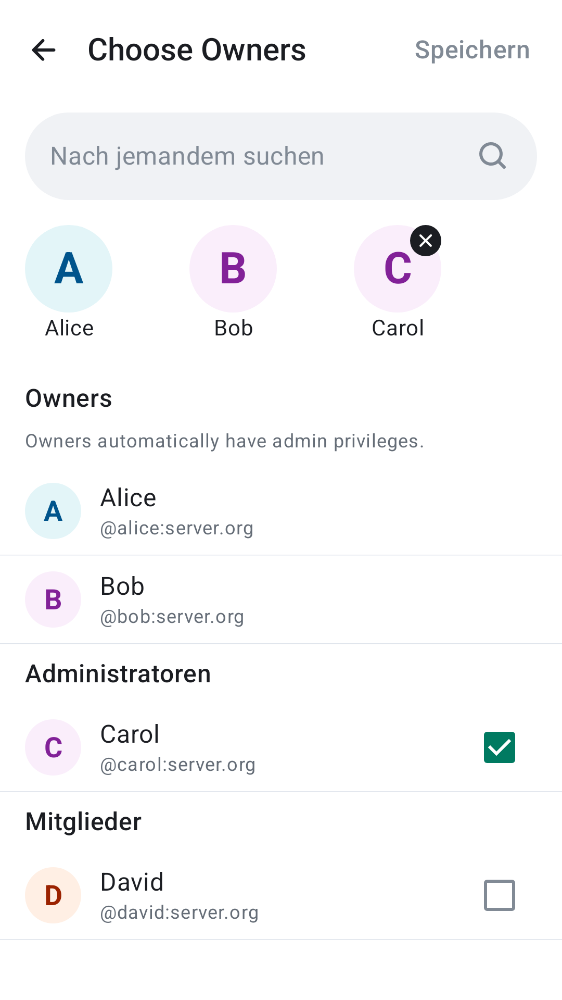 Choose Owners
Speichern
Nach jemandem suchen
A
B
C
Alice
Bob
Carol
Owners
Owners automatically have admin privileges.
A
Alice
@alice:server.org
B
Bob
@bob:server.org
Administratoren
C
Carol
@carol:server.org
Mitglieder
D
David
@david:server.org